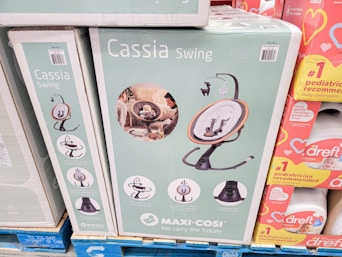 Cassia Swing
Cassia
Swing
MAXI·COSI
We carry the future
#1
pediatrician
recommended
dreft
#1
pediatrician
recommended
dreft
#1
dreft